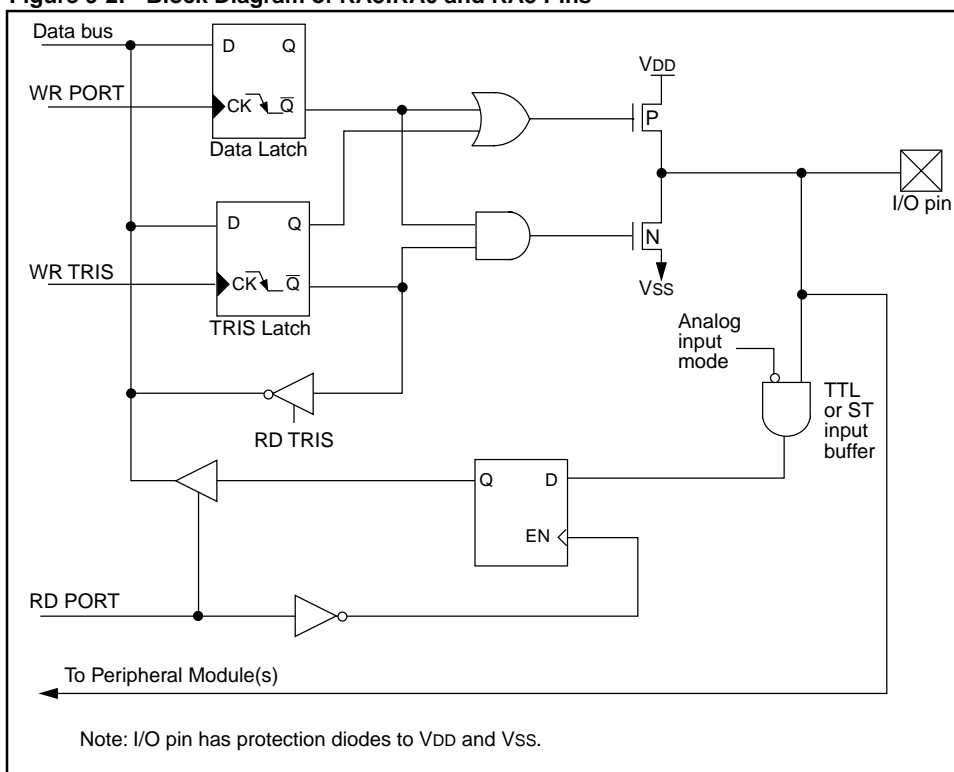 Data bus
D Q
WR PORT
CK Q
Data Latch
VDD
P
I/O pin
D Q
N
WR TRIS
CK Q
VSS
TRIS Latch
Analog
input
mode
TTL
or ST
input
buffer
RD TRIS
Q D
EN
RD PORT
To Peripheral Module(s)
Note: I/O pin has protection diodes to VDD and VSS.